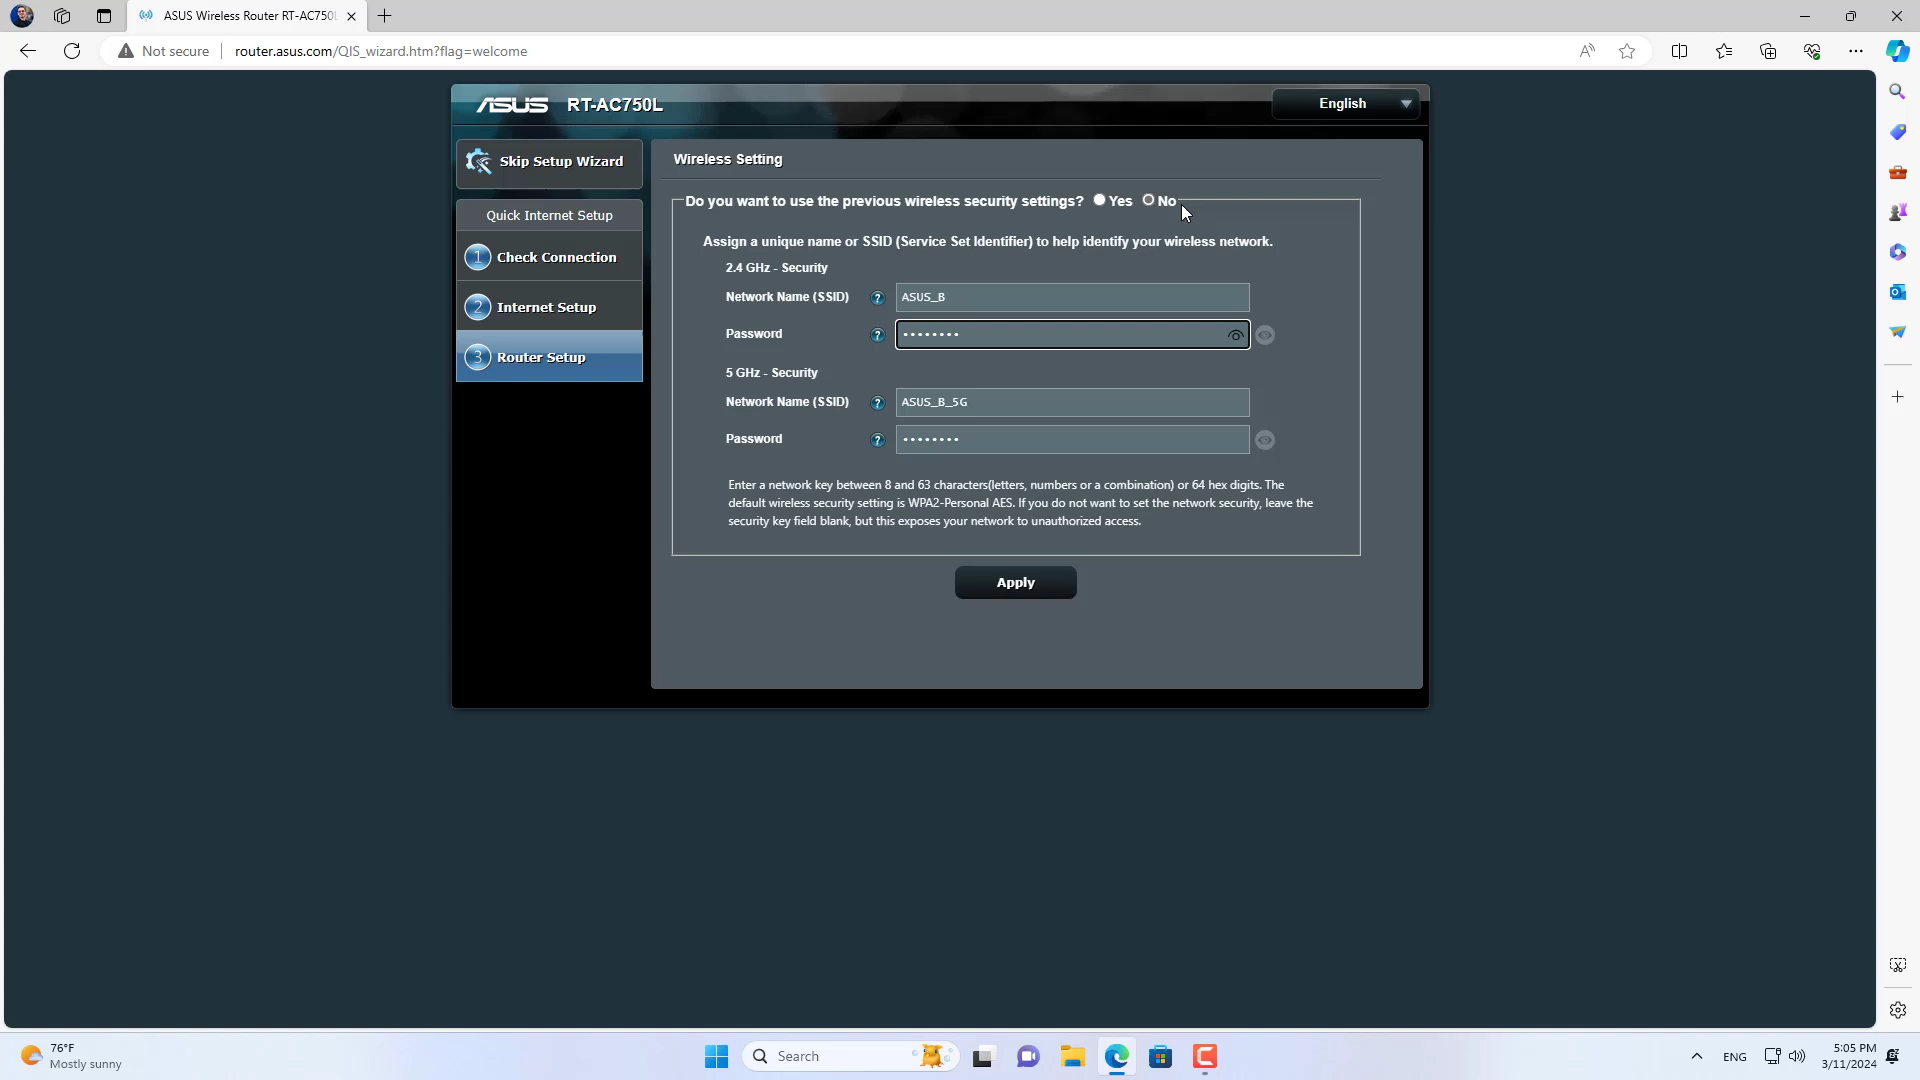 ASUS Wireless Router RT-AC750L
Not secure
router.asus.com/QIS_wizard.htm?flag=welcome
ASUS RT-AC750L
English
Skip Setup Wizard
Quick Internet Setup
1 Check Connection
2 Internet Setup
3 Router Setup
Wireless Setting
Do you want to use the previous wireless security settings? Yes No
Assign a unique name or SSID (Service Set Identifier) to help identify your wireless network.
2.4 GHz - Security
Network Name (SSID) ? ASUS_B
Password ? ••••••••
5 GHz - Security
Network Name (SSID) ? ASUS_B_5G
Password ? ••••••••
Enter a network key between 8 and 63 characters(letters, numbers or a combination) or 64 hex digits. The
default wireless security setting is WPA2-Personal AES. If you do not want to set the network security, leave the
security key field blank, but this exposes your network to unauthorized access.
Apply
76°F
Mostly sunny
Search
ENG
5:05 PM
3/11/2024